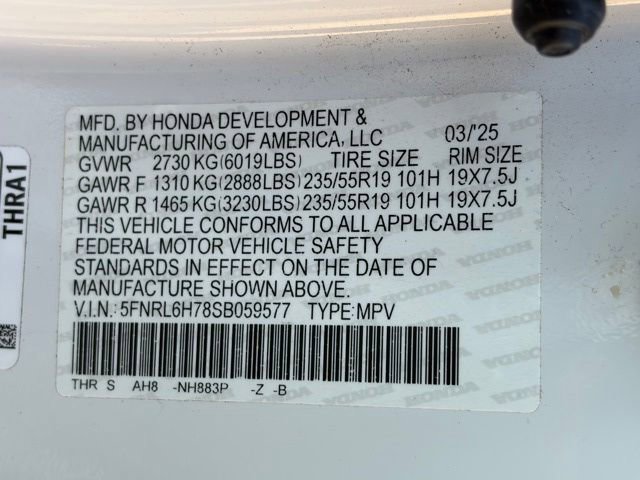 MFD. BY HONDA DEVELOPMENT &
MANUFACTURING OF AMERICA, LLC 03/'25
GVWR 2730 KG(6019LBS) TIRE SIZE RIM SIZE
GAWR F 1310 KG(2888LBS) 235/55R19 101H 19X7.5J
GAWR R 1465 KG(3230LBS) 235/55R19 101H 19X7.5J
THIS VEHICLE CONFORMS TO ALL APPLICABLE
FEDERAL MOTOR VEHICLE SAFETY
STANDARDS IN EFFECT ON THE DATE OF
MANUFACTURE SHOWN ABOVE.
V.I.N.: 5FNRL6H78SB059577 TYPE:MPV
THR S AH8 -NH883P -Z -B
THRA1
HONDA